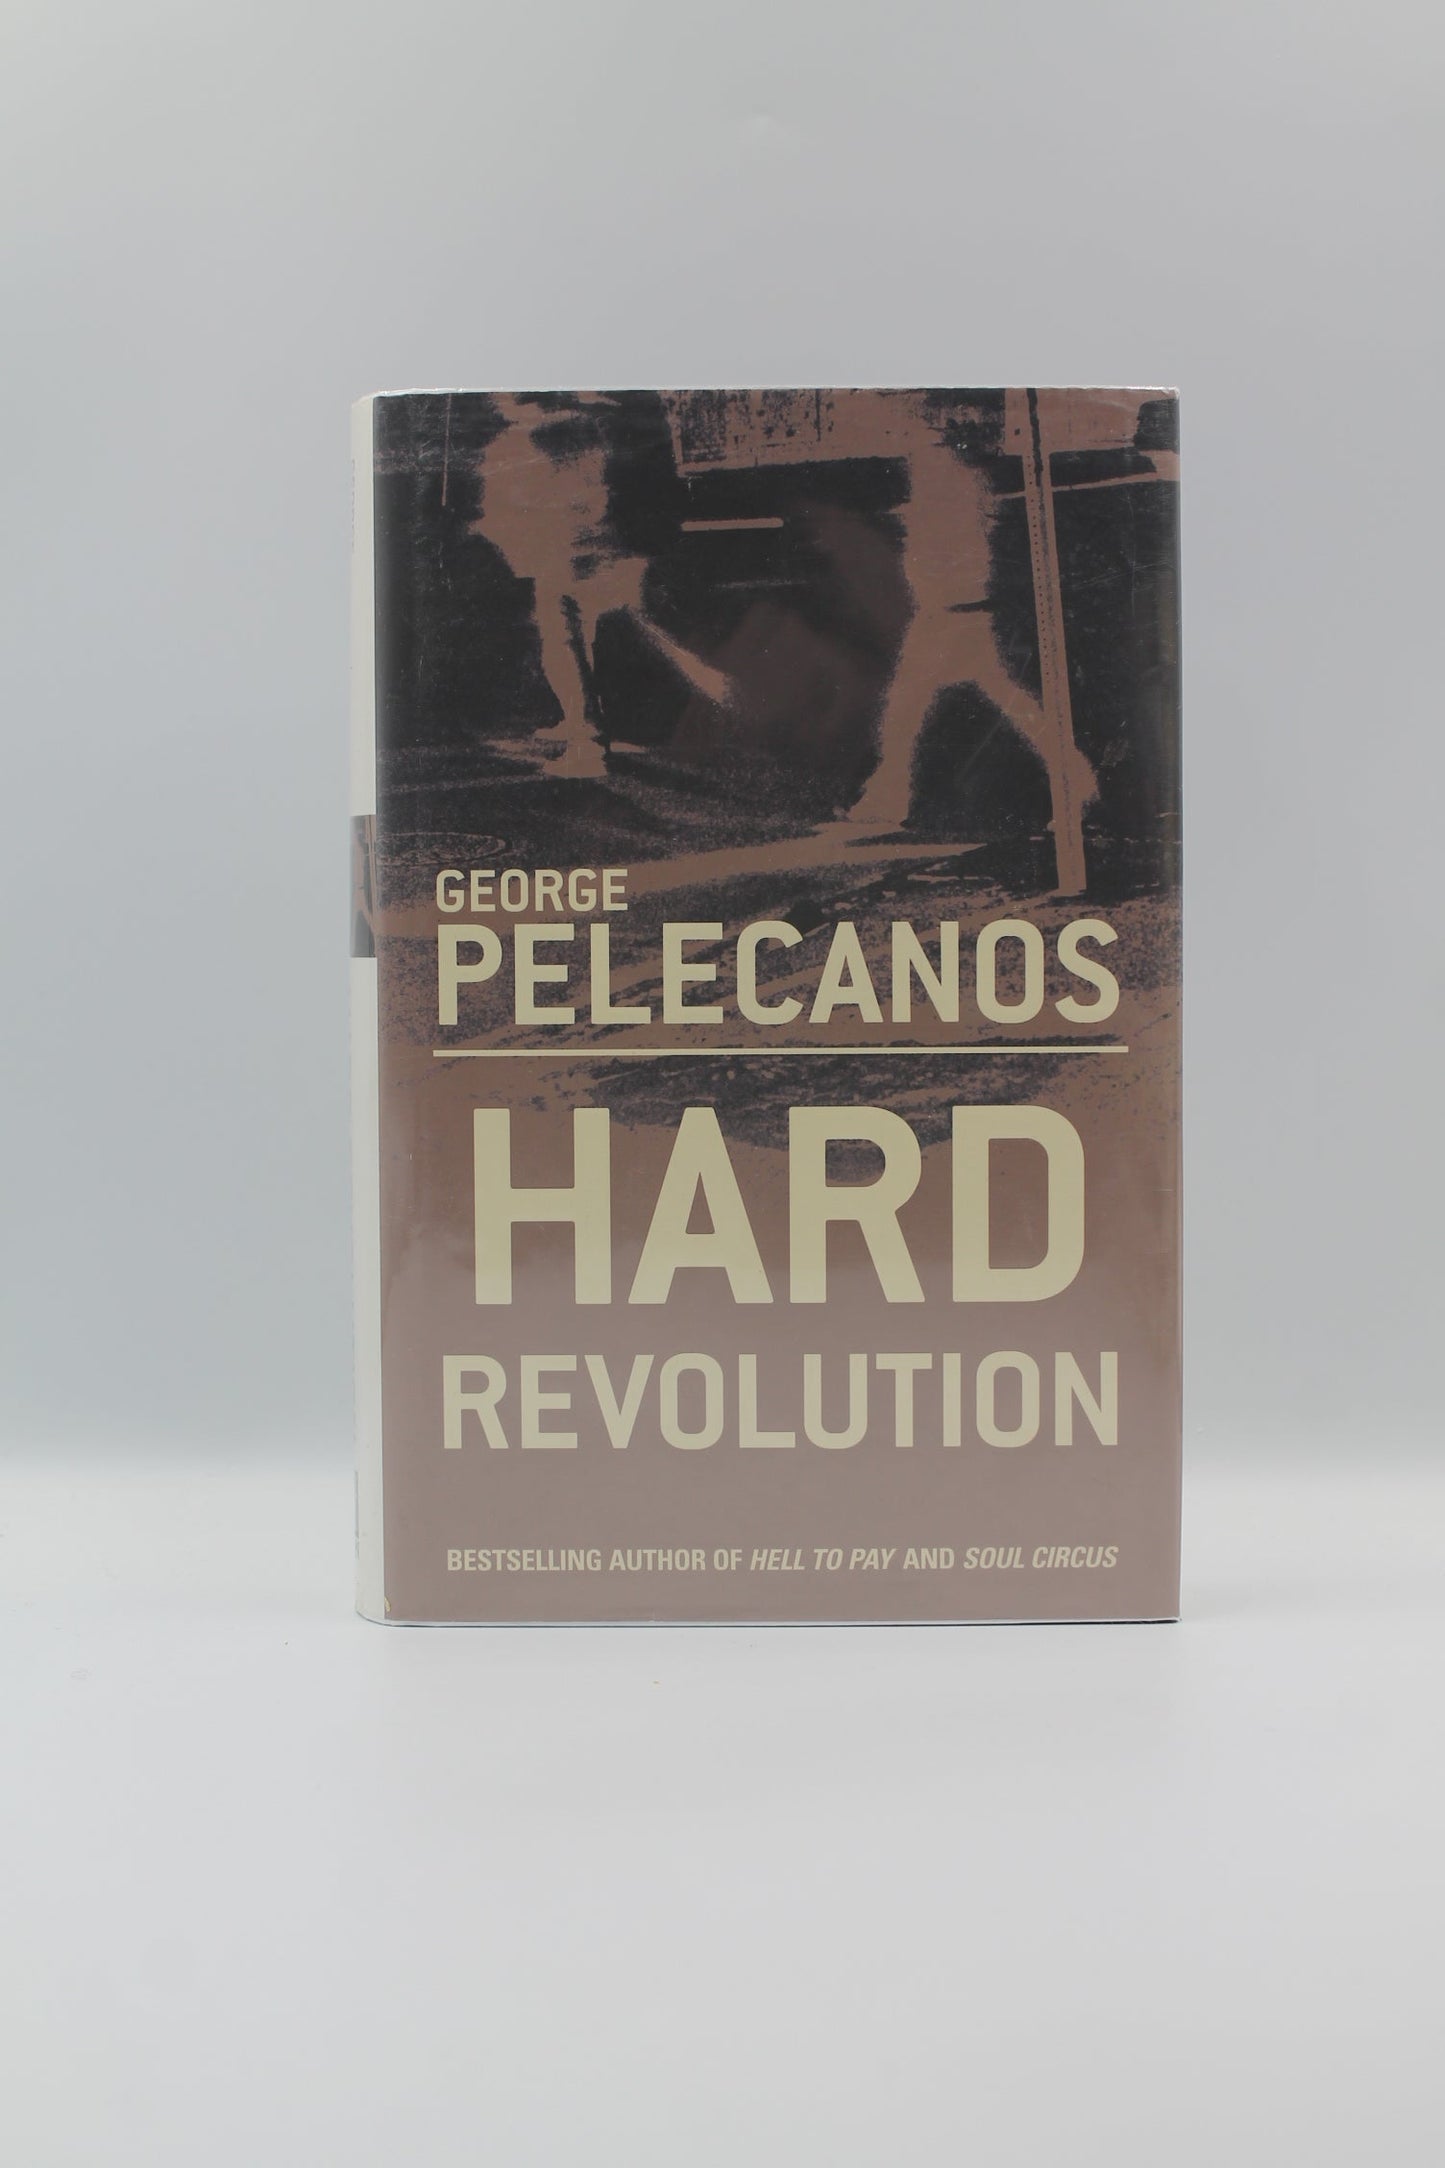 GEORGE
PELECANOS
HARD
REVOLUTION
BESTSELLING AUTHOR OF HELL TO PAY AND SOUL CIRCUS